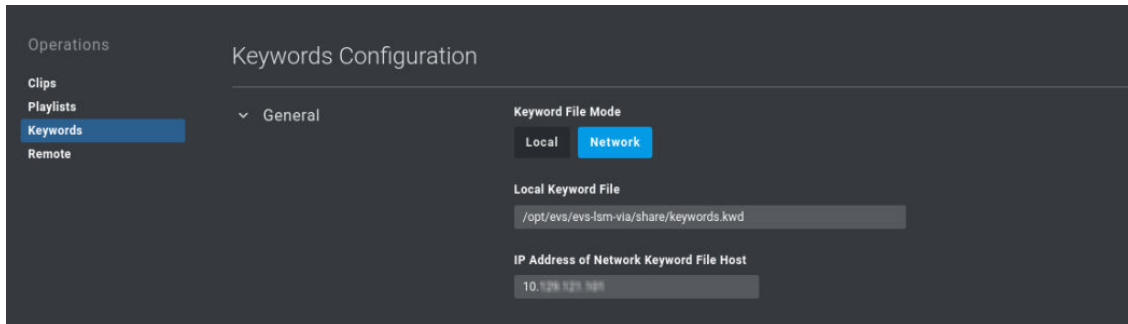 Operations
Clips
Playlists
Keywords
Remote
Keywords Configuration
General
Keyword File Mode
Local Network
Local Keyword File
/opt/evs/evs-lsm-via/share/keywords.kwd
IP Address of Network Keyword File Host
10.